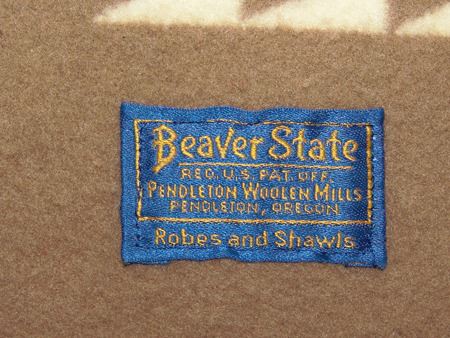 Beaver State
REG. U.S. PAT. OFF.
PENDLETON WOOLEN MILLS
PENDLETON, OREGON
Robes and Shawls